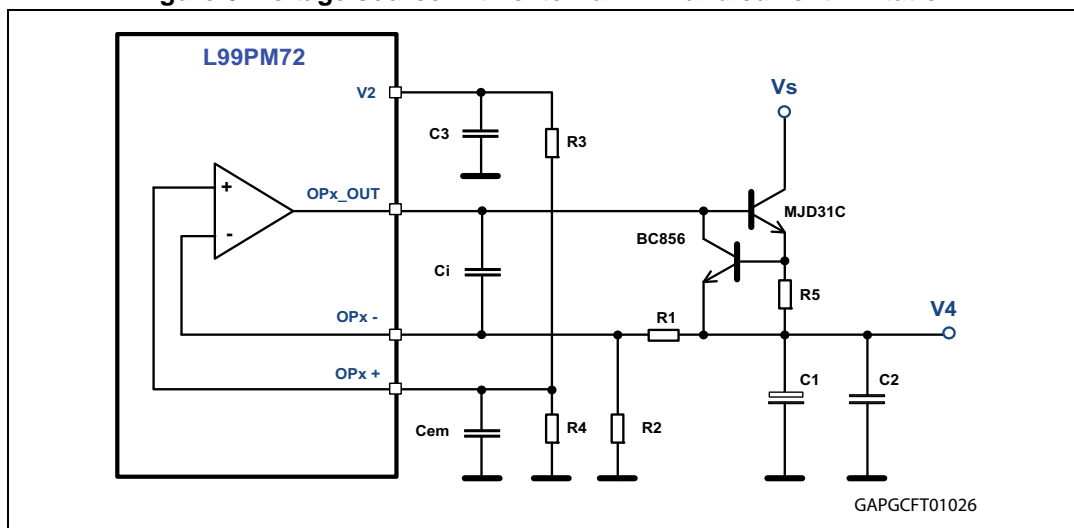 L99PM72
V2
Vs
C3
R3
+
-
OPx_OUT
MJD31C
BC856
Ci
R5
OPx -
R1
V4
OPx +
C1
C2
Cem
R4
R2
GAPGCFT01026